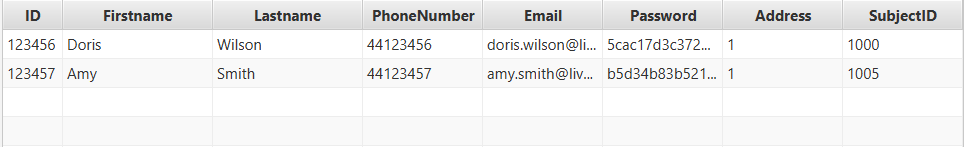 ID Firstname Lastname PhoneNumber Email Password Address SubjectID
123456 Doris Wilson 44123456 doris.wilson@li... 5cac17d3c372... 1 1000
123457 Amy Smith 44123457 amy.smith@liv... b5d34b83b521... 1 1005